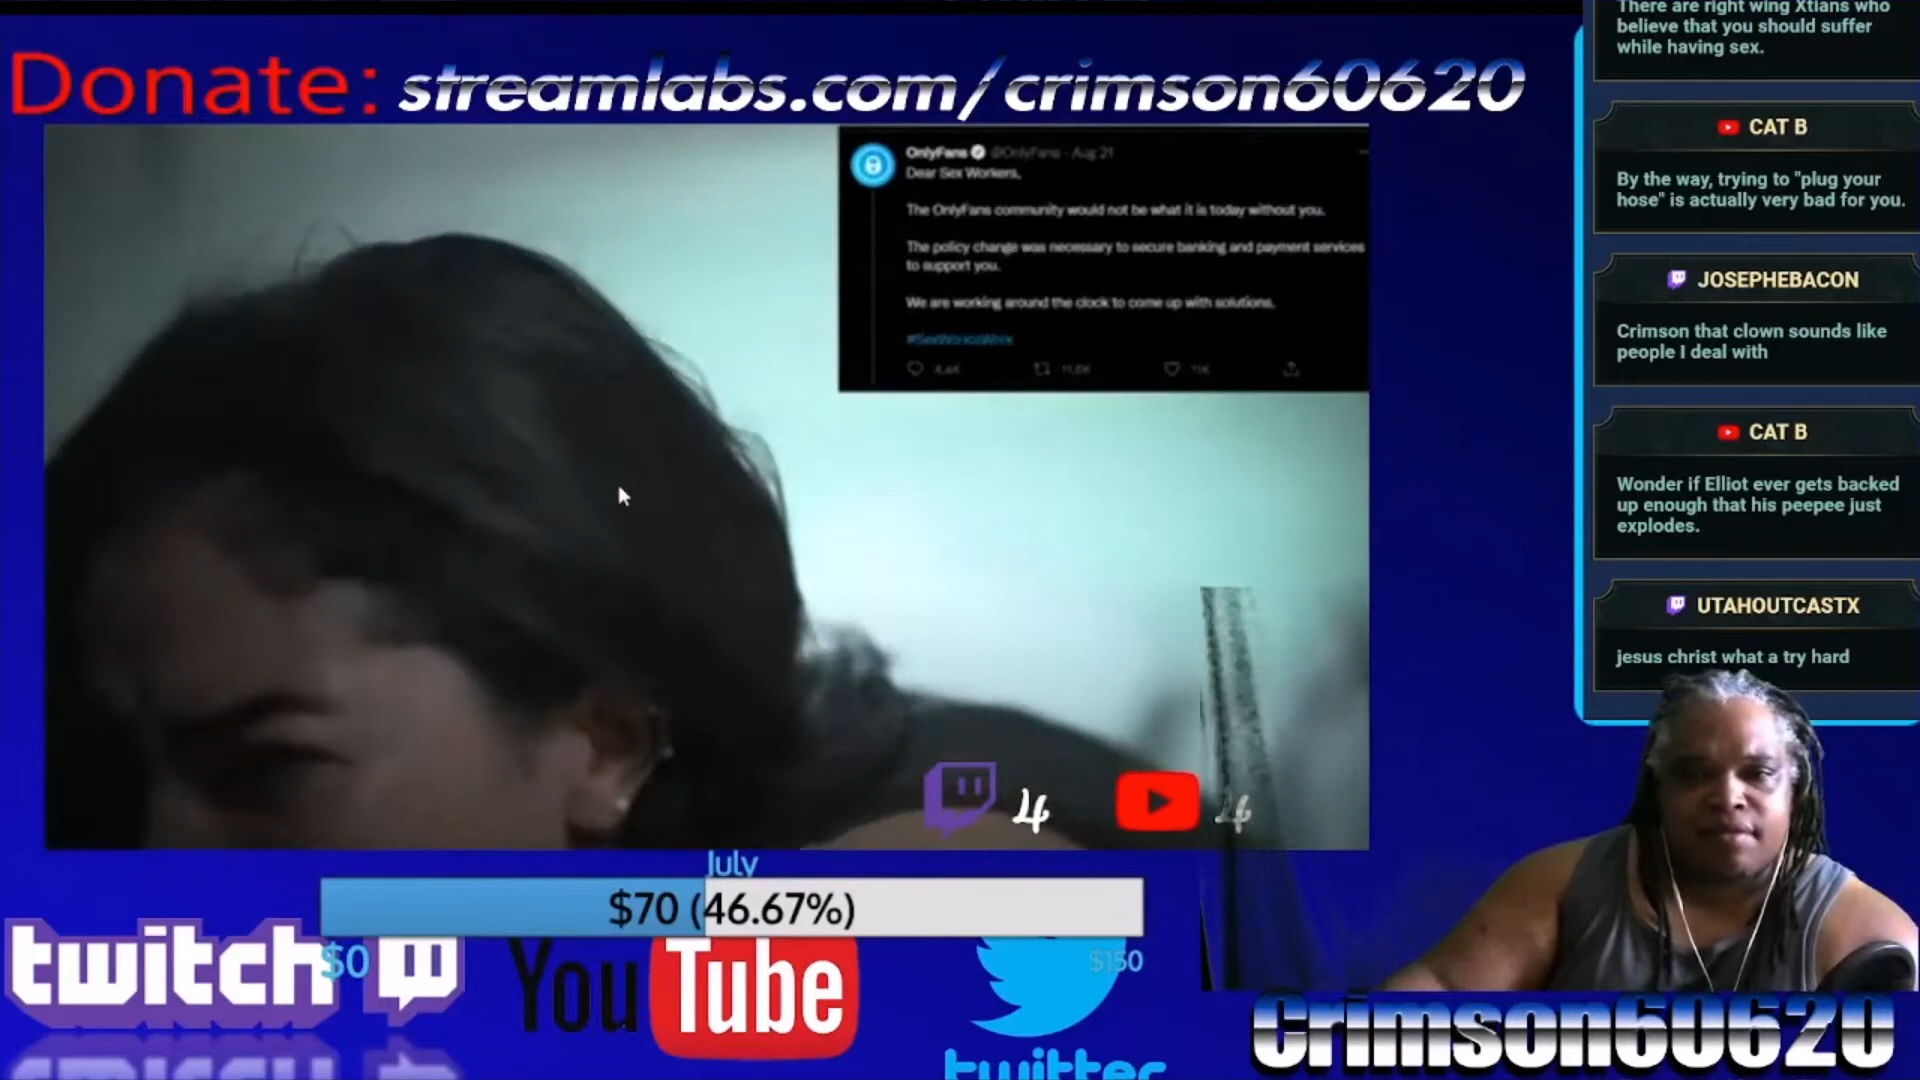 Donate: streamlabs.com/crimson60620
OnlyFans @OnlyFans · Aug 21
Dear Sex Workers,
The OnlyFans community would not be what it is today without you.
The policy change was necessary to secure banking and payment services
to support you.
We are working around the clock to come up with solutions.
#SexWorkIsWork
11K
4
4
July
$70 (46.67%)
$0
$150
twitch
YouTube
twitter
There are right wing Xtians who
believe that you should suffer
while having sex.
CAT B
By the way, trying to "plug your
hose" is actually very bad for you.
JOSEPHEBACON
Crimson that clown sounds like
people I deal with
CAT B
Wonder if Elliot ever gets backed
up enough that his peepee just
explodes.
UTAHOUTCASTX
jesus christ what a try hard
Crimson60620